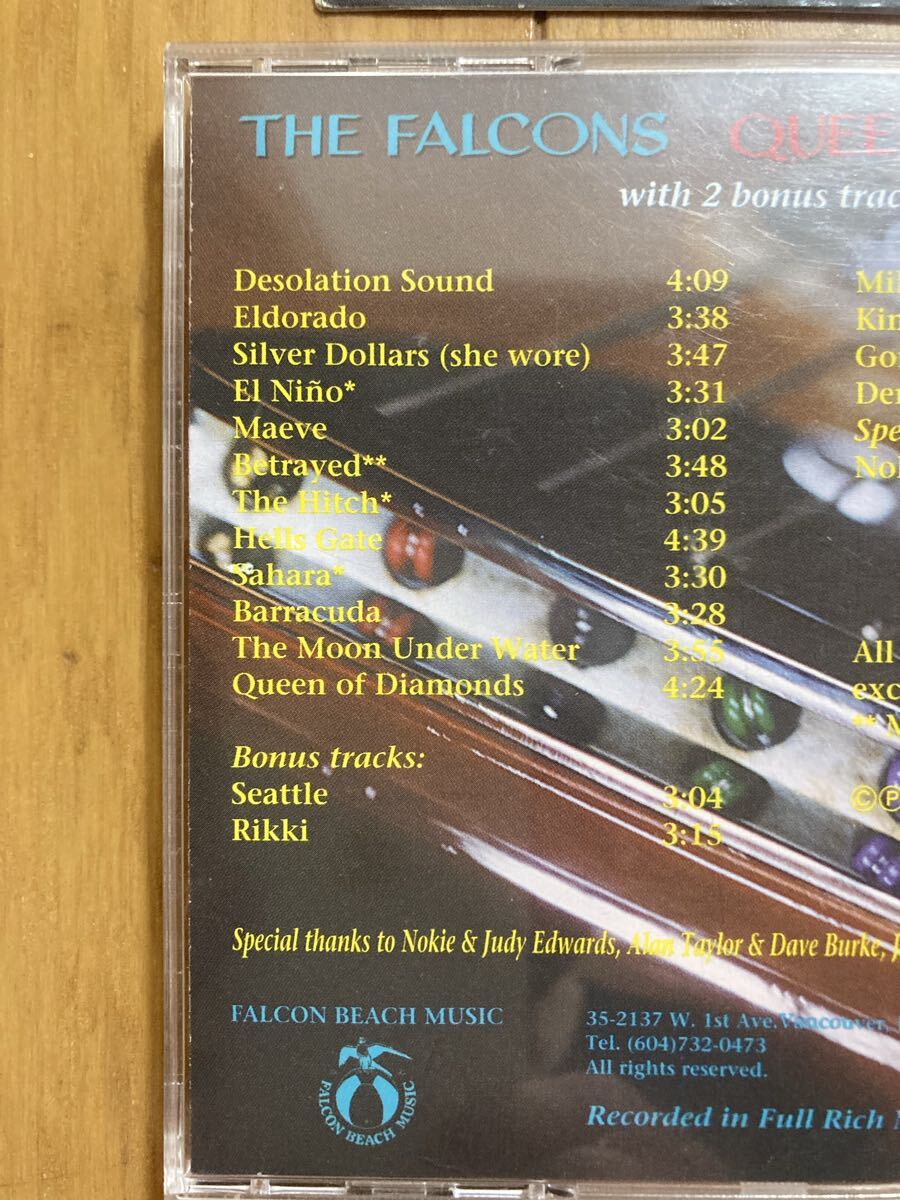 THE FALCONS
with 2 bonus
Desolation Sound 4:09
Eldorado 3:38
Silver Dollars (she wore) 3:47
El Niño* 3:31
Maeve 3:02
Betrayed** 3:48
The Hitch* 3:05
Hells Gate 4:39
Sahara* 3:30
Barracuda 3:28
The Moon Under Water 3:55
Queen of Diamonds 4:24
All
**
Bonus tracks:
Seattle 3:04
Rikki 3:15
©℗
Special thanks to Nokie & Judy Edwards, Alan Taylor & Dave Burke,
FALCON BEACH MUSIC
35-2137 W. 1st Ave. Vancouver,
Tel. (604)732-0473
All rights reserved.
FALCON BEACH MUSIC
Recorded in Full Rich